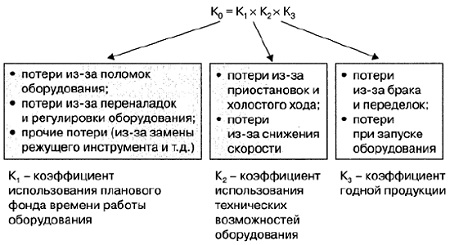 K₀ = K₁ × K₂ × K₃
• потери из-за поломок
оборудования;
• потери из-за переналадок
и регулировки оборудования;
• прочие потери (из-за замены
режущего инструмента и т.д.)
• потери из-за
приостановок и
холостого хода;
• потери
из-за снижения
скорости
• потери
из-за брака
и переделок;
• потери
при запуске
оборудования
K₁ – коэффициент
использования планового
фонда времени работы
оборудования
K₂ – коэффициент
использования
технических
возможностей
оборудования
K₃ – коэффициент
годной продукции